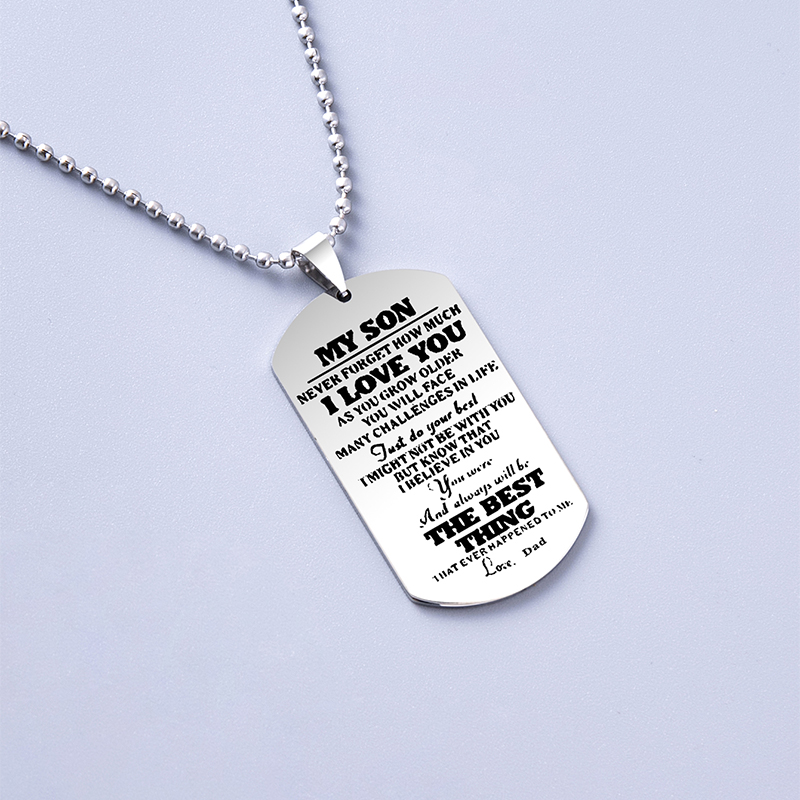 MY SON
NEVER FORGET HOW MUCH
I LOVE YOU
AS YOU GROW OLDER
YOU WILL FACE
MANY CHALLENGES IN LIFE
Just do your best
I MIGHT NOT BE WITH YOU
BUT KNOW THAT
I BELIEVE IN YOU
You were
And always will be
THE BEST
THING
THAT EVER HAPPENED TO ME.
Love, Dad